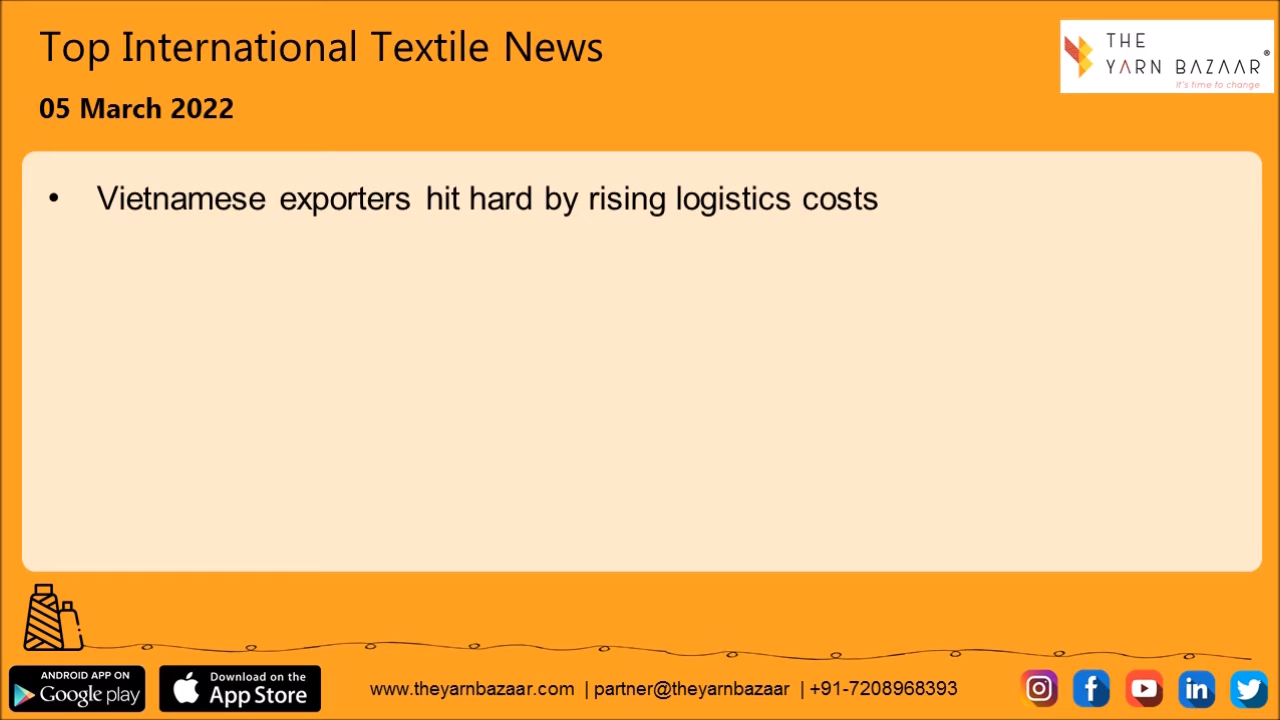 Top International Textile News
05 March 2022
THE
YARN BAZAAR®
it's time to change
• Vietnamese exporters hit hard by rising logistics costs
ANDROID APP ON
Google play
Download on the
App Store
www.theyarnbazaar.com | partner@theyarnbazaar | +91-7208968393